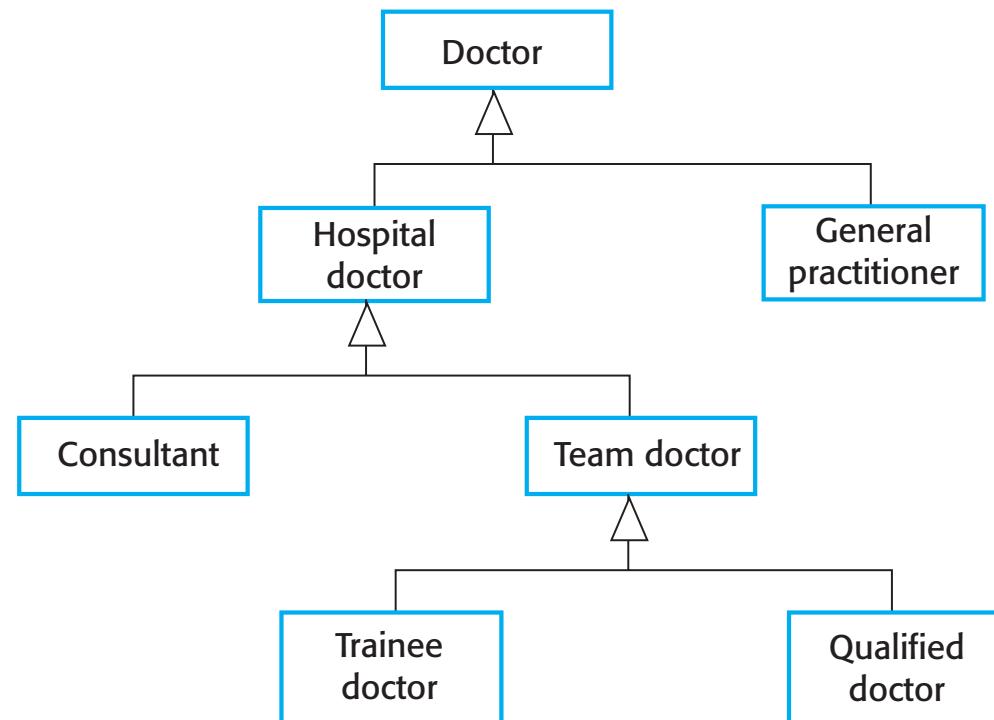 Doctor
Hospital
doctor
General
practitioner
Consultant
Team doctor
Trainee
doctor
Qualified
doctor